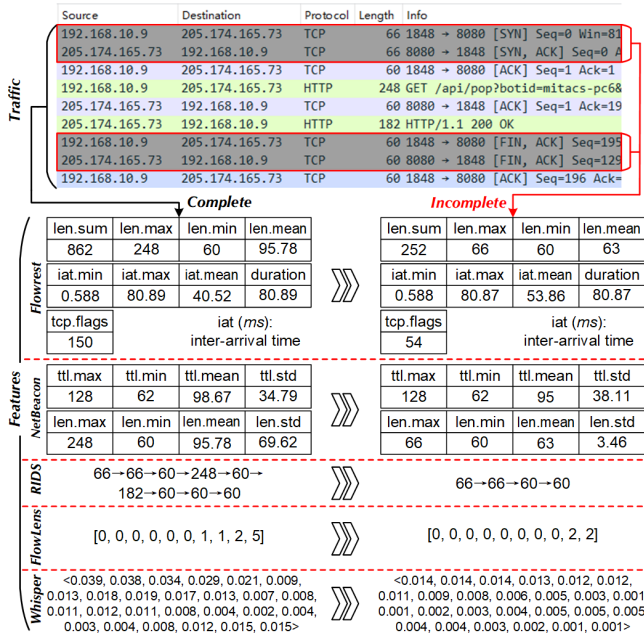 Source Destination Protocol Length Info
192.168.10.9 205.174.165.73 TCP 66 1848 → 8080 [SYN] Seq=0 Win=81
205.174.165.73 192.168.10.9 TCP 66 8080 → 1848 [SYN, ACK] Seq=0 A
192.168.10.9 205.174.165.73 TCP 60 1848 → 8080 [ACK] Seq=1 Ack=1
192.168.10.9 205.174.165.73 HTTP 248 GET /api/pop?botid=mitacs-pc6&
205.174.165.73 192.168.10.9 TCP 60 8080 → 1848 [ACK] Seq=1 Ack=19
205.174.165.73 192.168.10.9 HTTP 182 HTTP/1.1 200 OK
192.168.10.9 205.174.165.73 TCP 60 1848 → 8080 [FIN, ACK] Seq=195
205.174.165.73 192.168.10.9 TCP 60 8080 → 1848 [FIN, ACK] Seq=129
192.168.10.9 205.174.165.73 TCP 60 1848 → 8080 [ACK] Seq=196 Ack=
Traffic
Complete Incomplete
Features
Flowrest
len.sum len.max len.min len.mean len.sum len.max len.min len.mean
862 248 60 95.78 252 66 60 63
iat.min iat.max iat.mean duration iat.min iat.max iat.mean duration
0.588 80.89 40.52 80.89 0.588 80.87 53.86 80.87
tcp.flags iat (ms): tcp.flags iat (ms):
150 inter-arrival time 54 inter-arrival time
NetBeacon
ttl.max ttl.min ttl.mean ttl.std ttl.max ttl.min ttl.mean ttl.std
128 62 98.67 34.79 128 62 95 38.11
len.max len.min len.mean len.std len.max len.min len.mean len.std
248 60 95.78 69.62 66 60 63 3.46
RIDS
66→66→60→248→60→
182→60→60→60
66→66→60→60
FlowLens
[0, 0, 0, 0, 0, 0, 1, 1, 2, 5] [0, 0, 0, 0, 0, 0, 0, 0, 2, 2]
Whisper
<0.039, 0.038, 0.034, 0.029, 0.021, 0.009,
0.013, 0.018, 0.019, 0.017, 0.013, 0.007, 0.008,
0.011, 0.012, 0.011, 0.008, 0.004, 0.002, 0.004,
0.003, 0.004, 0.008, 0.012, 0.015, 0.015>
<0.014, 0.014, 0.014, 0.013, 0.012, 0.012,
0.011, 0.009, 0.008, 0.006, 0.005, 0.003, 0.001,
0.001, 0.002, 0.003, 0.004, 0.005, 0.005, 0.005,
0.004, 0.004, 0.003, 0.002, 0.001, 0.001>